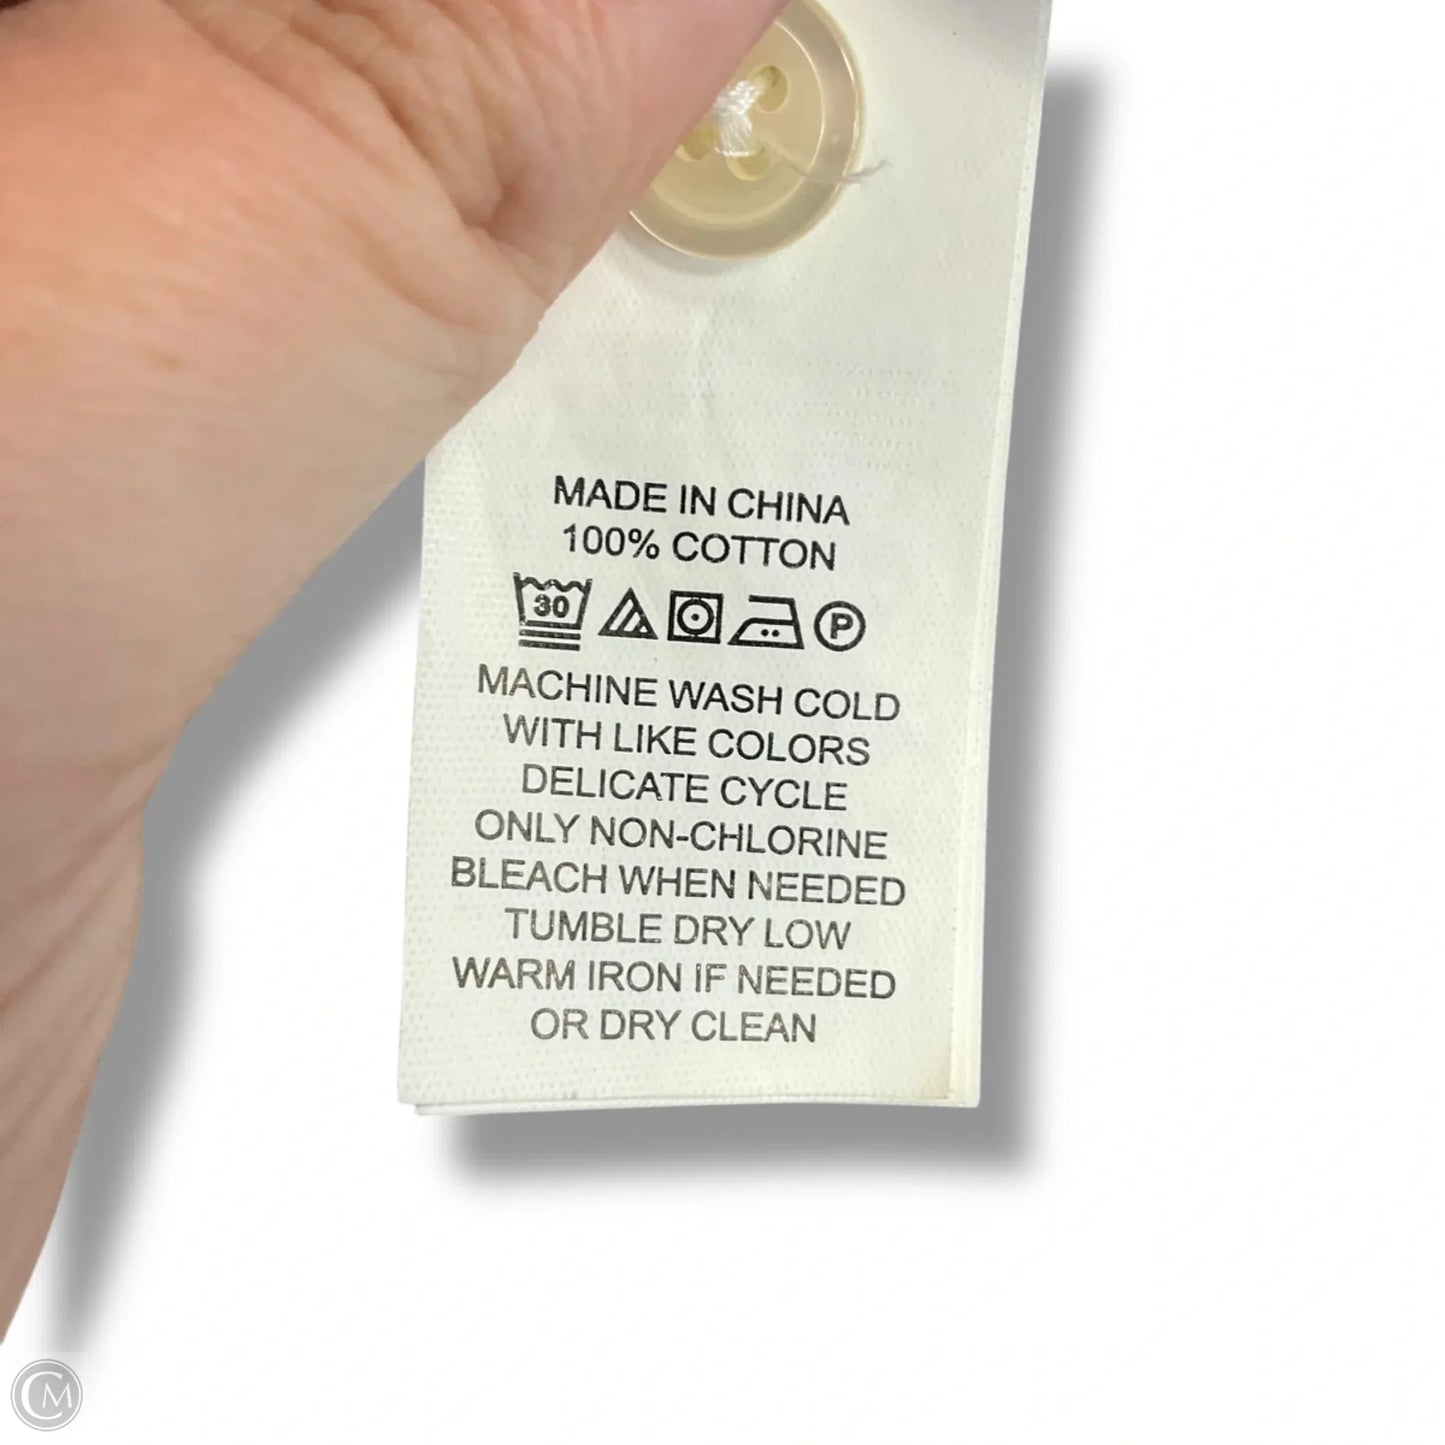 MADE IN CHINA
100% COTTON
30 P
MACHINE WASH COLD
WITH LIKE COLORS
DELICATE CYCLE
ONLY NON-CHLORINE
BLEACH WHEN NEEDED
TUMBLE DRY LOW
WARM IRON IF NEEDED
OR DRY CLEAN
CM